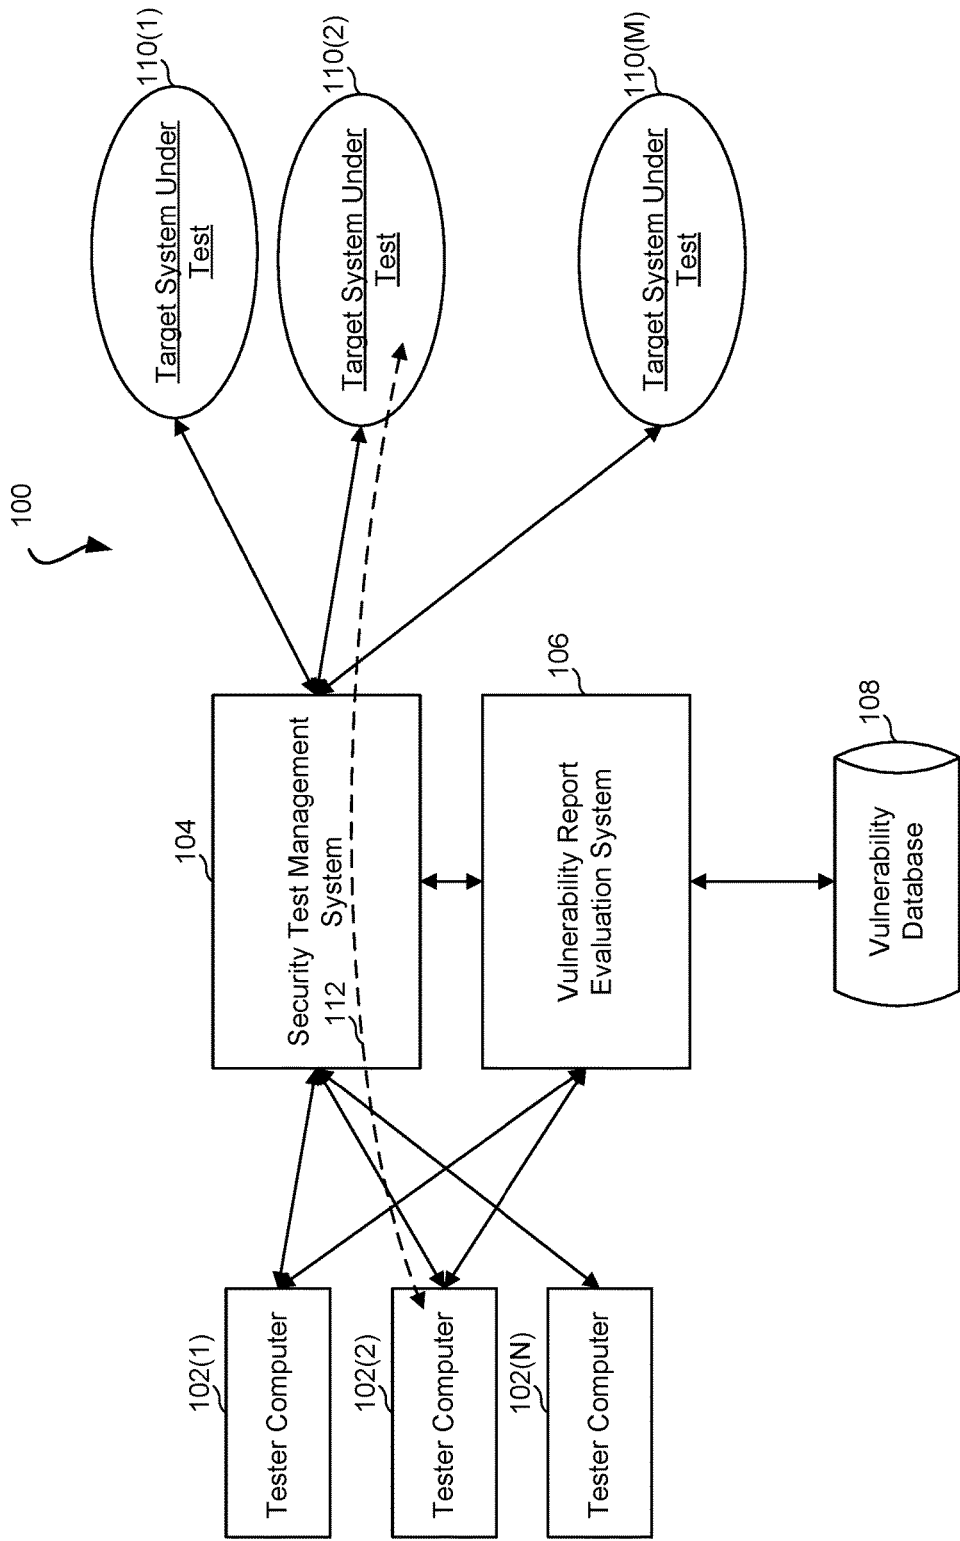 100
102(1)
Tester Computer
102(2)
Tester Computer
102(N)
Tester Computer
104
Security Test Management
System
112
106
Vulnerability Report
Evaluation System
108
Vulnerability
Database
110(1)
Target System Under
Test
110(2)
Target System Under
Test
110(M)
Target System Under
Test